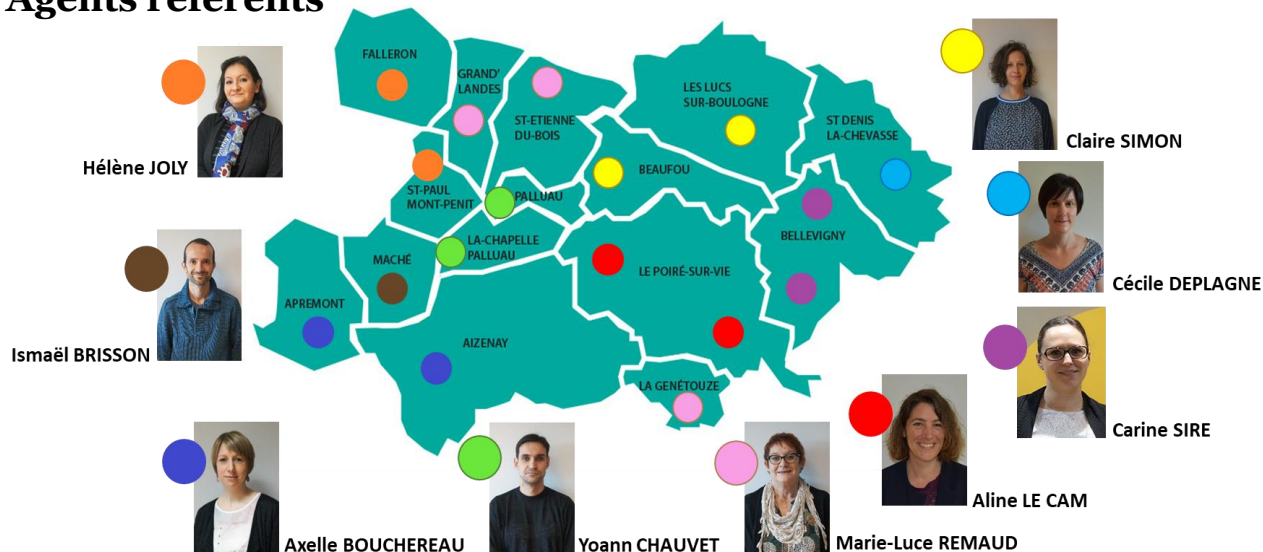 Agents référents
FALLERON
GRAND'
LANDES
ST-ETIENNE
DU-BOIS
LES LUCS
SUR-BOULOGNE
ST DENIS
LA-CHEVASSE
BEAUFOU
ST-PAUL
MONT-PENIT
PALLUAU
LA-CHAPELLE
PALLUAU
MACHÉ
APREMONT
AIZENAY
LE POIRÉ-SUR-VIE
BELLEVIGNY
LA GENÉTOUZE
Hélène JOLY
Claire SIMON
Cécile DEPLAGNE
Ismaël BRISSON
Carine SIRE
Aline LE CAM
Axelle BOUCHEREAU
Yoann CHAUVET
Marie-Luce REMAUD